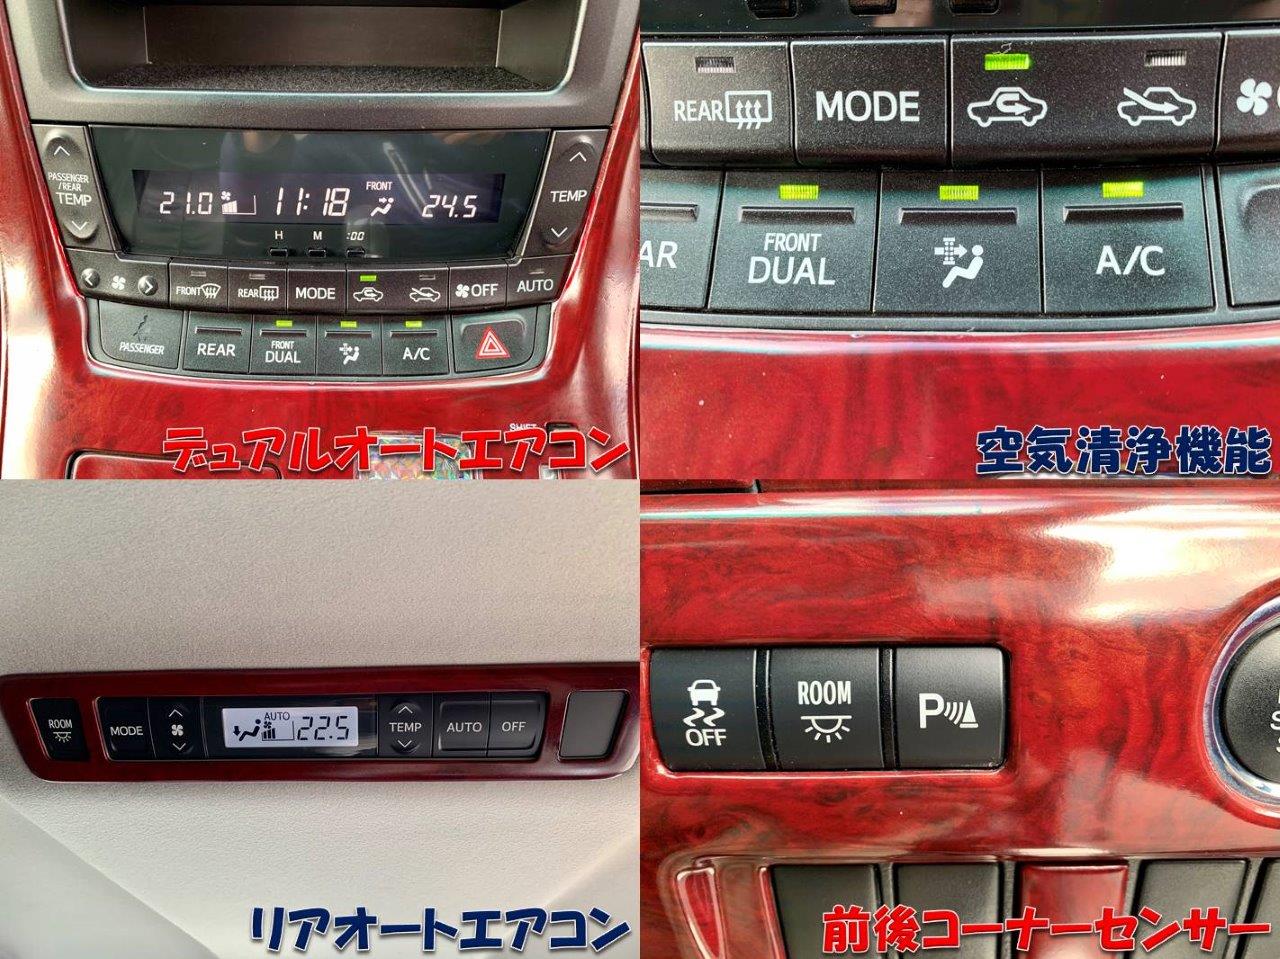 PASSENGER
/REAR
TEMP
21.0
11:18
FRONT
24.5
TEMP
H
M
:00
FRONT
REAR
MODE
OFF
AUTO
PASSENGER
REAR
FRONT
DUAL
A/C
SHIFT
デュアルオートエアコン
REAR
MODE
AR
FRONT
DUAL
A/C
空気清浄機能
ROOM
MODE
AUTO
22.5
TEMP
AUTO
OFF
リアオートエアコン
OFF
ROOM
P
S
前後コーナーセンサー